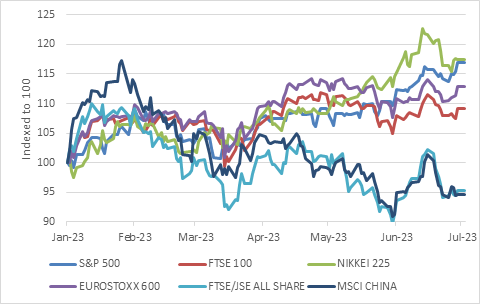 125
120
115
110
105
100
95
90
Indexed to 100
Jan-23 Feb-23 Mar-23 Apr-23 May-23 Jun-23 Jul-23
S&P 500 FTSE 100 NIKKEI 225
EUROSTOXX 600 FTSE/JSE ALL SHARE MSCI CHINA